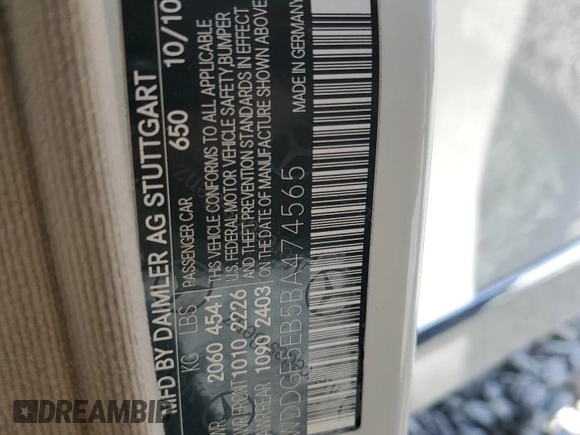 MFD BY DAIMLER AG STUTTGART
650 10/10
KG LBS PASSENGER CAR
2060 4541
FRONT 1010 2226
REAR 1090 2403
THIS VEHICLE CONFORMS TO ALL APPLICABLE
U.S. FEDERAL MOTOR VEHICLE SAFETY, BUMPER
AND THEFT PREVENTION STANDARDS IN EFFECT
ON DATE OF MANUFACTURE SHOWN ABOVE
WDDGF5EB5BA474565
MADE IN GERMANY
DREAMBID